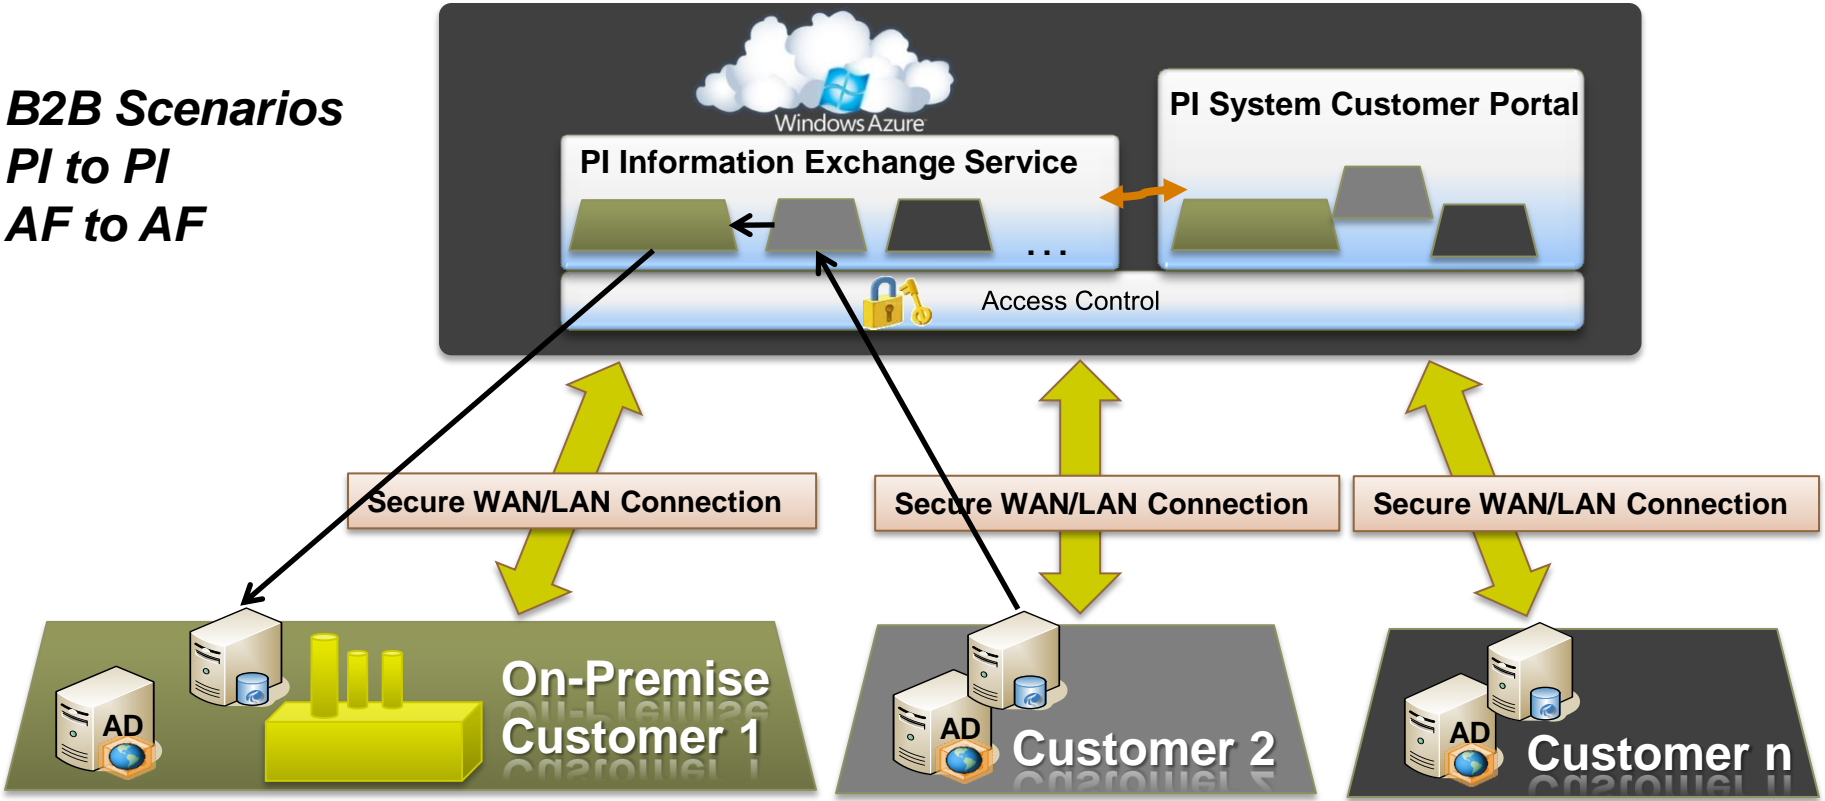 B2B Scenarios
PI to PI
AF to AF
Windows Azure
PI Information Exchange Service
PI System Customer Portal
...
Access Control
Secure WAN/LAN Connection
Secure WAN/LAN Connection
Secure WAN/LAN Connection
AD
On-Premise
Customer 1
AD
Customer 2
AD
Customer n